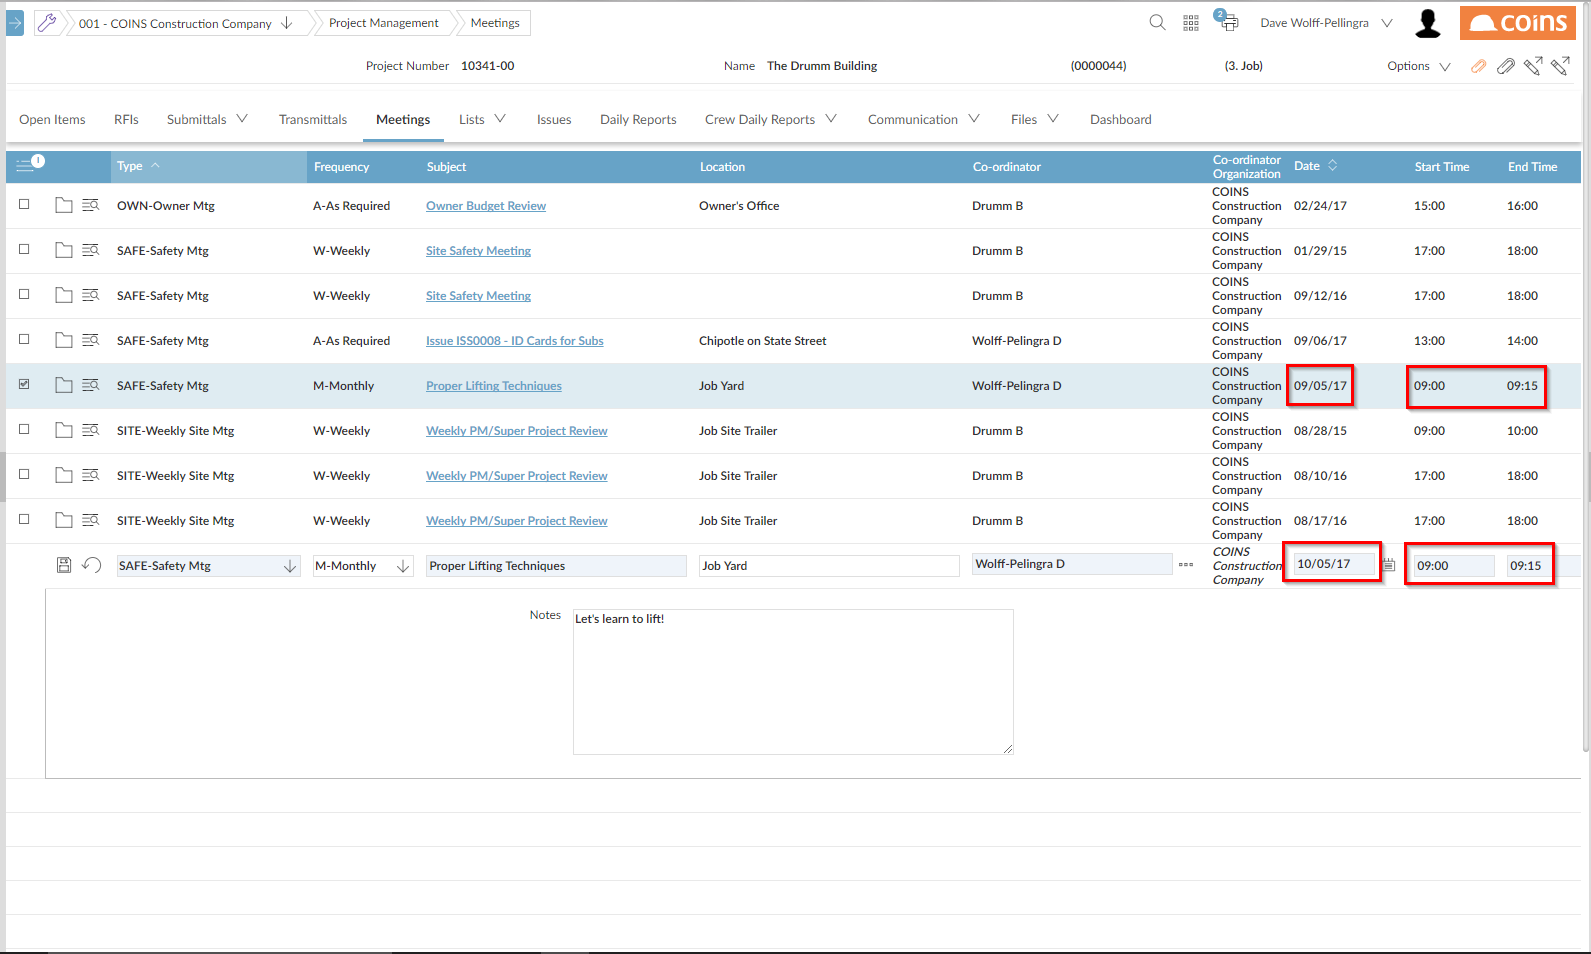 001 - COINS Construction Company Project Management Meetings 2 Dave Wolff-Pellingra coins
Project Number 10341-00 Name The Drumm Building (0000044) (3. Job) Options
Open Items RFIs Submittals Transmittals Meetings Lists Issues Daily Reports Crew Daily Reports Communication Files Dashboard
Type Frequency Subject Location Co-ordinator Co-ordinator Organization Date Start Time End Time
OWN-Owner Mtg A-As Required Owner Budget Review Owner's Office Drumm B COINS Construction Company 02/24/17 15:00 16:00
SAFE-Safety Mtg W-Weekly Site Safety Meeting Drumm B COINS Construction Company 01/29/15 17:00 18:00
SAFE-Safety Mtg W-Weekly Site Safety Meeting Drumm B COINS Construction Company 09/12/16 17:00 18:00
SAFE-Safety Mtg A-As Required Issue ISS0008 - ID Cards for Subs Chipotle on State Street Wolff-Pelingra D COINS Construction Company 09/06/17 13:00 14:00
SAFE-Safety Mtg M-Monthly Proper Lifting Techniques Job Yard Wolff-Pelingra D COINS Construction Company 09/05/17 09:00 09:15
SITE-Weekly Site Mtg W-Weekly Weekly PM/Super Project Review Job Site Trailer Drumm B COINS Construction Company 08/28/15 09:00 10:00
SITE-Weekly Site Mtg W-Weekly Weekly PM/Super Project Review Job Site Trailer Drumm B COINS Construction Company 08/10/16 17:00 18:00
SITE-Weekly Site Mtg W-Weekly Weekly PM/Super Project Review Job Site Trailer Drumm B COINS Construction Company 08/17/16 17:00 18:00
SAFE-Safety Mtg M-Monthly Proper Lifting Techniques Job Yard Wolff-Pelingra D COINS Construction Company 10/05/17 09:00 09:15
Notes Let's learn to lift!